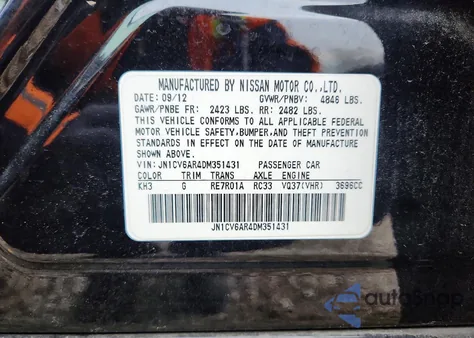 MANUFACTURED BY NISSAN MOTOR CO.,LTD.
DATE: 09/12 GVWR/PNBV: 4846 LBS.
GAWR/PNBE FR: 2423 LBS. RR: 2482 LBS.
THIS VEHICLE CONFORMS TO ALL APPLICABLE FEDERAL
MOTOR VEHICLE SAFETY,BUMPER,AND THEFT PREVENTION
STANDARDS IN EFFECT ON THE DATE OF MANUFACTURE
SHOWN ABOVE.
VIN: JN1CV6AR4DM351431 PASSENGER CAR
COLOR TRIM TRANS AXLE ENGINE
KH3 G RE7R01A RC33 VQ37(VHR) 3696CC
JN1CV6AR4DM351431
autoSnap